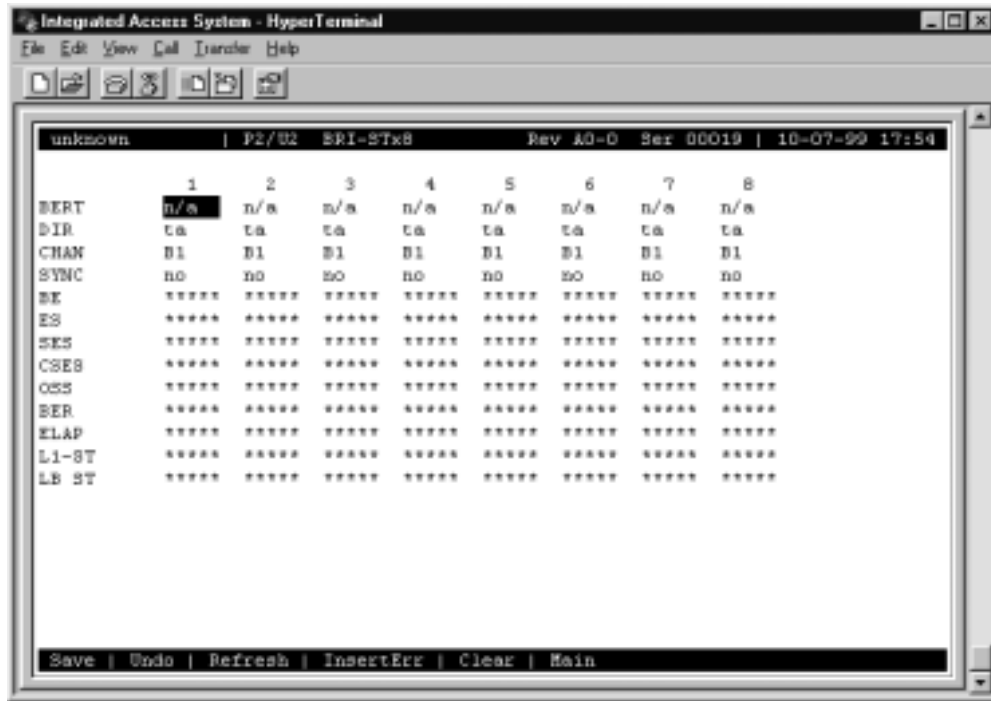 Integrated Access System - HyperTerminal
File Edit View Call Transfer Help
unknown | P2/U2 BRI-STx8 Rev A0-0 Ser 00019 | 10-07-99 17:54
1 2 3 4 5 6 7 8
BERT n/a n/a n/a n/a n/a n/a n/a n/a
DIR ta ta ta ta ta ta ta ta
CHAN B1 B1 B1 B1 B1 B1 B1 B1
SYNC no no no no no no no no
BE ***** ***** ***** ***** ***** ***** ***** *****
ES ***** ***** ***** ***** ***** ***** ***** *****
SES ***** ***** ***** ***** ***** ***** ***** *****
CSES ***** ***** ***** ***** ***** ***** ***** *****
OSS ***** ***** ***** ***** ***** ***** ***** *****
BER ***** ***** ***** ***** ***** ***** ***** *****
ELAP ***** ***** ***** ***** ***** ***** ***** *****
L1-ST ***** ***** ***** ***** ***** ***** ***** *****
LB ST ***** ***** ***** ***** ***** ***** ***** *****
Save | Undo | Refresh | InsertErr | Clear | Main